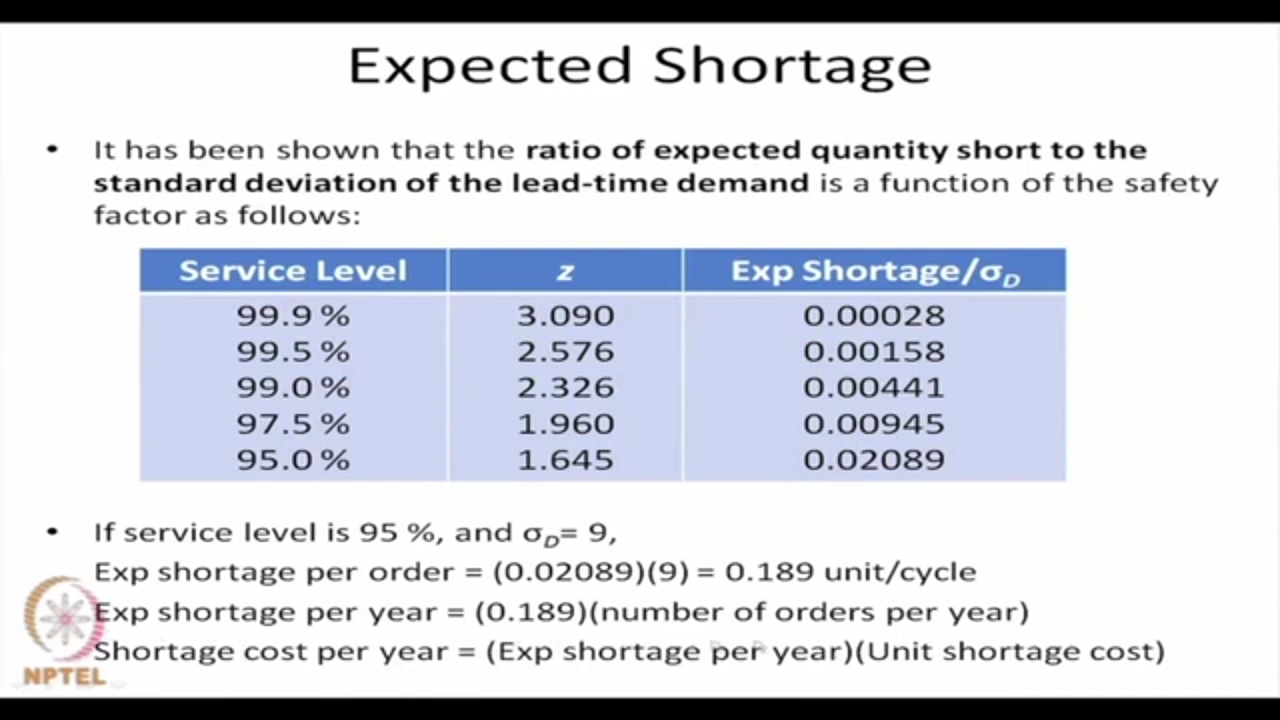 Expected Shortage
• It has been shown that the ratio of expected quantity short to the
standard deviation of the lead-time demand is a function of the safety
factor as follows:
Service Level z Exp Shortage/σD
99.9 % 3.090 0.00028
99.5 % 2.576 0.00158
99.0 % 2.326 0.00441
97.5 % 1.960 0.00945
95.0 % 1.645 0.02089
• If service level is 95 %, and σD= 9,
Exp shortage per order = (0.02089)(9) = 0.189 unit/cycle
Exp shortage per year = (0.189)(number of orders per year)
Shortage cost per year = (Exp shortage per year)(Unit shortage cost)
NPTEL